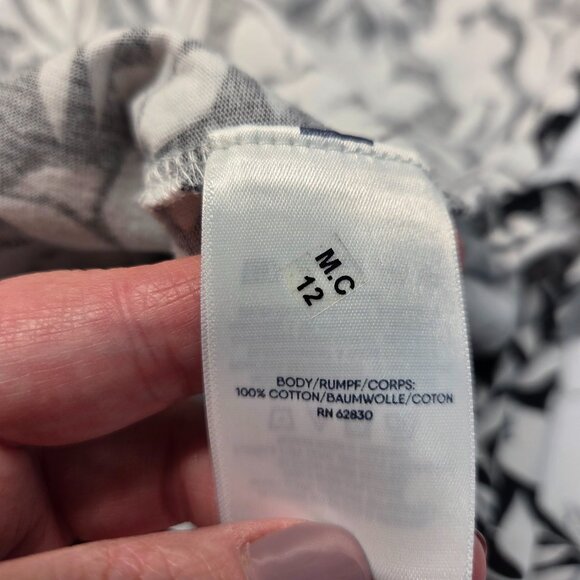 M.C
12
BODY/RUMPF/CORPS:
100% COTTON/BAUMWOLLE/COTON
RN 62830